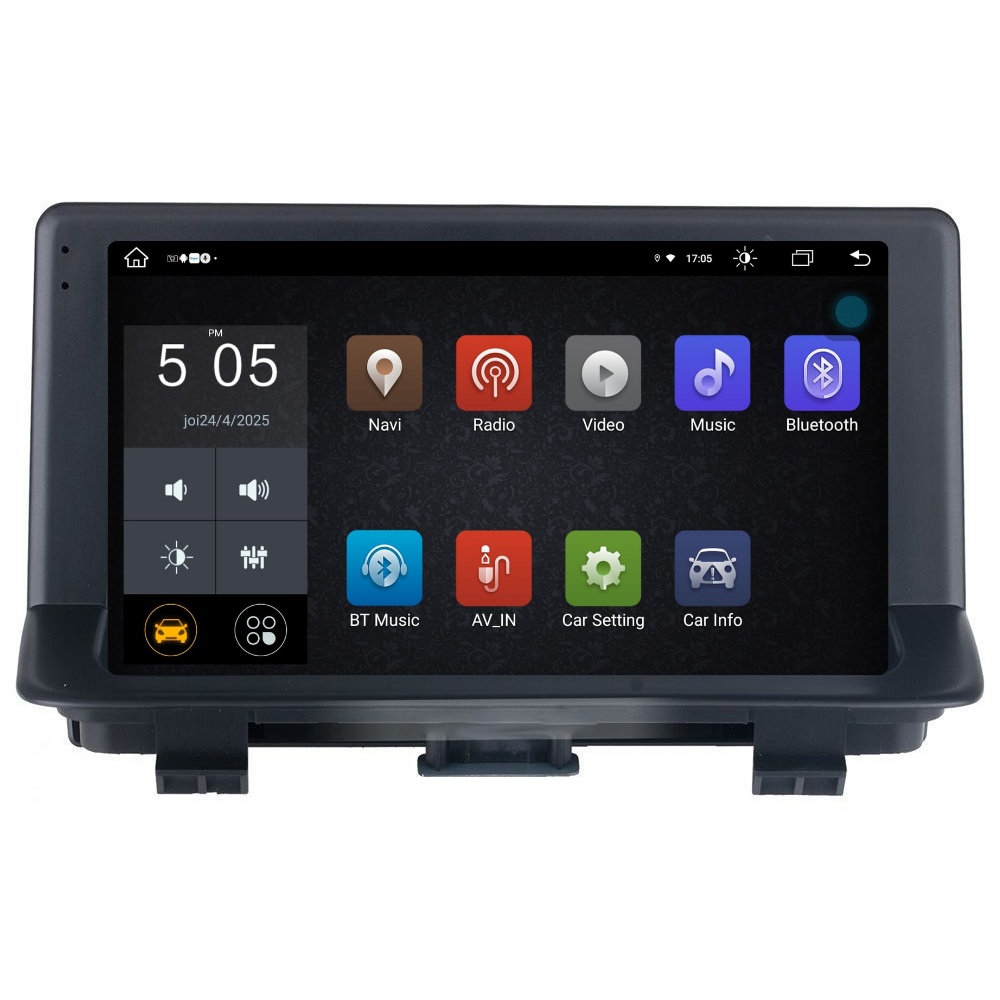 17:05
PM
5 05
joi24/4/2025
Navi
Radio
Video
Music
Bluetooth
BT Music
AV_IN
Car Setting
Car Info